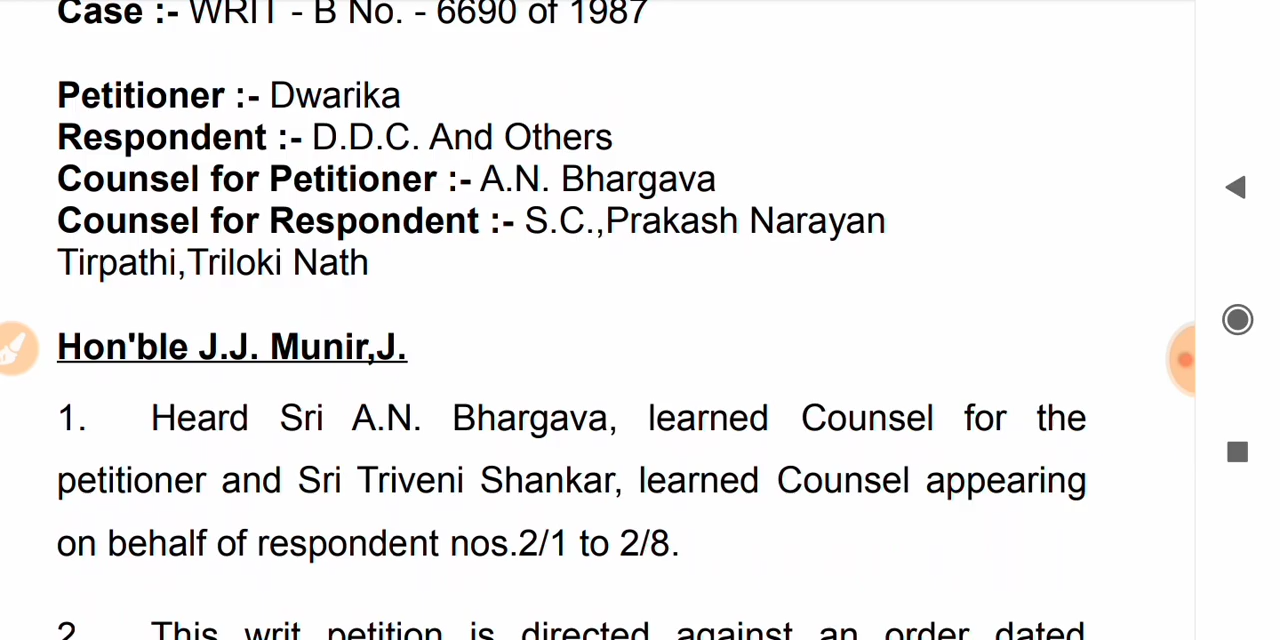 Case :- WRIT - B No. - 6690 of 1987
Petitioner :- Dwarika
Respondent :- D.D.C. And Others
Counsel for Petitioner :- A.N. Bhargava
Counsel for Respondent :- S.C.,Prakash Narayan
Tirpathi,Triloki Nath
Hon'ble J.J. Munir,J.
1. Heard Sri A.N. Bhargava, learned Counsel for the
petitioner and Sri Triveni Shankar, learned Counsel appearing
on behalf of respondent nos.2/1 to 2/8.
2. This writ petition is directed against an order dated